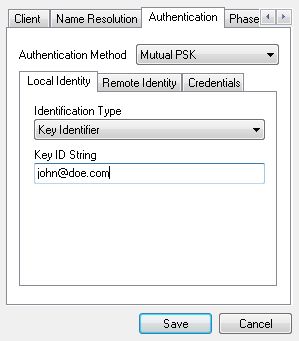 Client Name Resolution Authentication Phase
Authentication Method Mutual PSK
Local Identity Remote Identity Credentials
Identification Type
Key Identifier
Key ID String
john@doe.com
Save Cancel